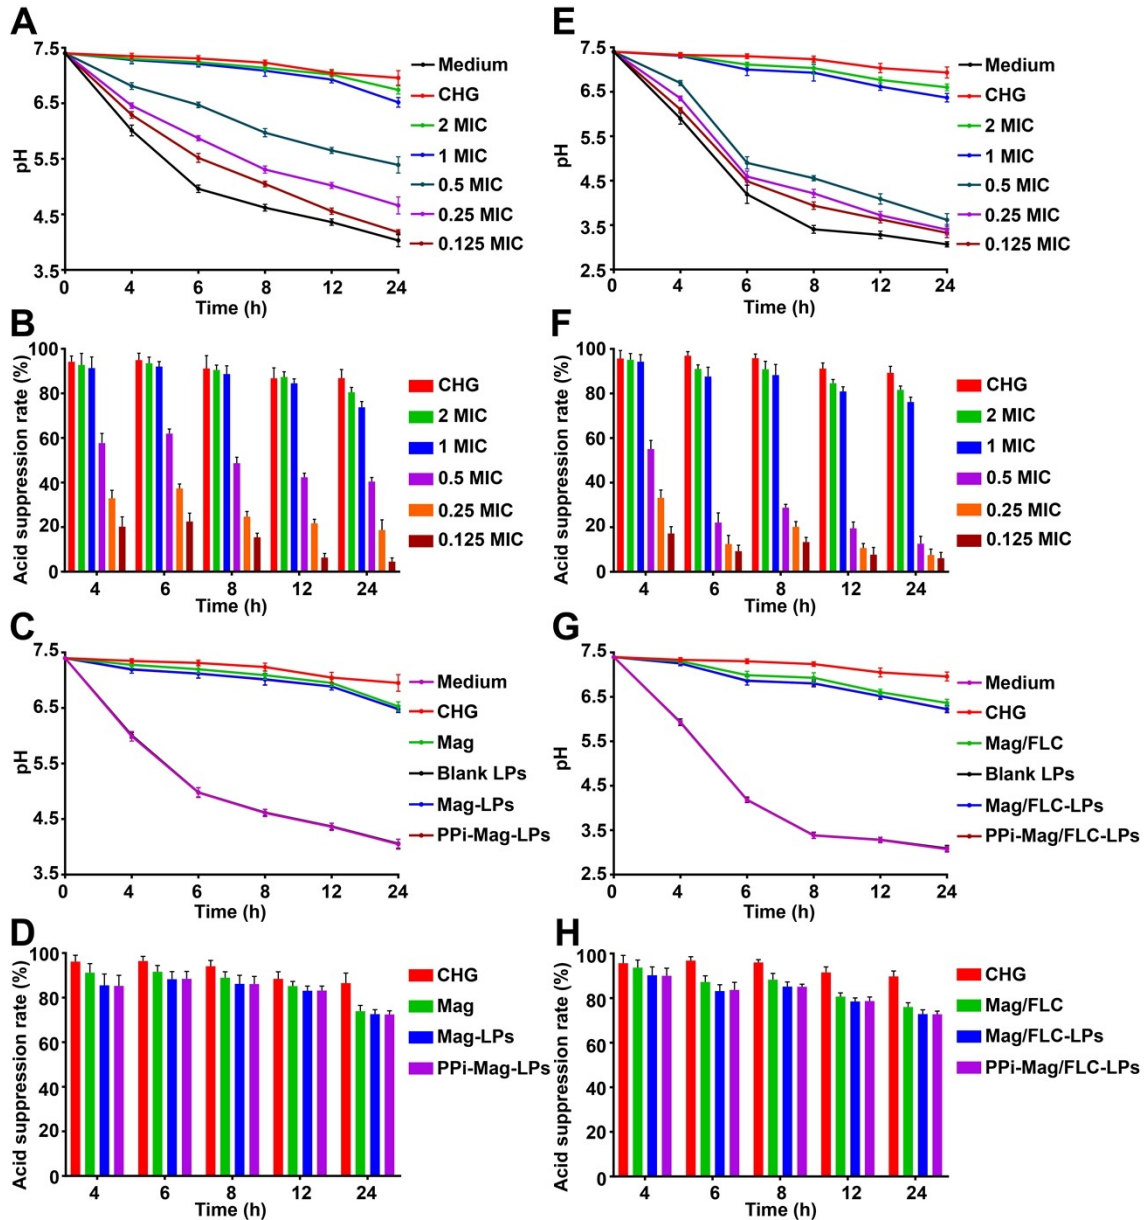 A
7.5
6.5
5.5
4.5
3.5
pH
0 4 6 8 12 24
Time (h)
Medium
CHG
2 MIC
1 MIC
0.5 MIC
0.25 MIC
0.125 MIC
E
7.5
6.5
5.5
4.5
3.5
2.5
pH
0 4 6 8 12 24
Time (h)
Medium
CHG
2 MIC
1 MIC
0.5 MIC
0.25 MIC
0.125 MIC
B
100
80
60
40
20
0
Acid suppression rate (%)
4 6 8 12 24
Time (h)
CHG
2 MIC
1 MIC
0.5 MIC
0.25 MIC
0.125 MIC
F
100
80
60
40
20
0
Acid suppression rate (%)
4 6 8 12 24
Time (h)
CHG
2 MIC
1 MIC
0.5 MIC
0.25 MIC
0.125 MIC
C
7.5
6.5
5.5
4.5
3.5
pH
0 4 6 8 12 24
Time (h)
Medium
CHG
Mag
Blank LPs
Mag-LPs
PPi-Mag-LPs
G
7.5
6.5
5.5
4.5
3.5
2.5
pH
0 4 6 8 12 24
Time (h)
Medium
CHG
Mag/FLC
Blank LPs
Mag/FLC-LPs
PPi-Mag/FLC-LPs
D
100
80
60
40
20
0
Acid suppression rate (%)
4 6 8 12 24
Time (h)
CHG
Mag
Mag-LPs
PPi-Mag-LPs
H
100
80
60
40
20
0
Acid suppression rate (%)
4 6 8 12 24
Time (h)
CHG
Mag/FLC
Mag/FLC-LPs
PPi-Mag/FLC-LPs